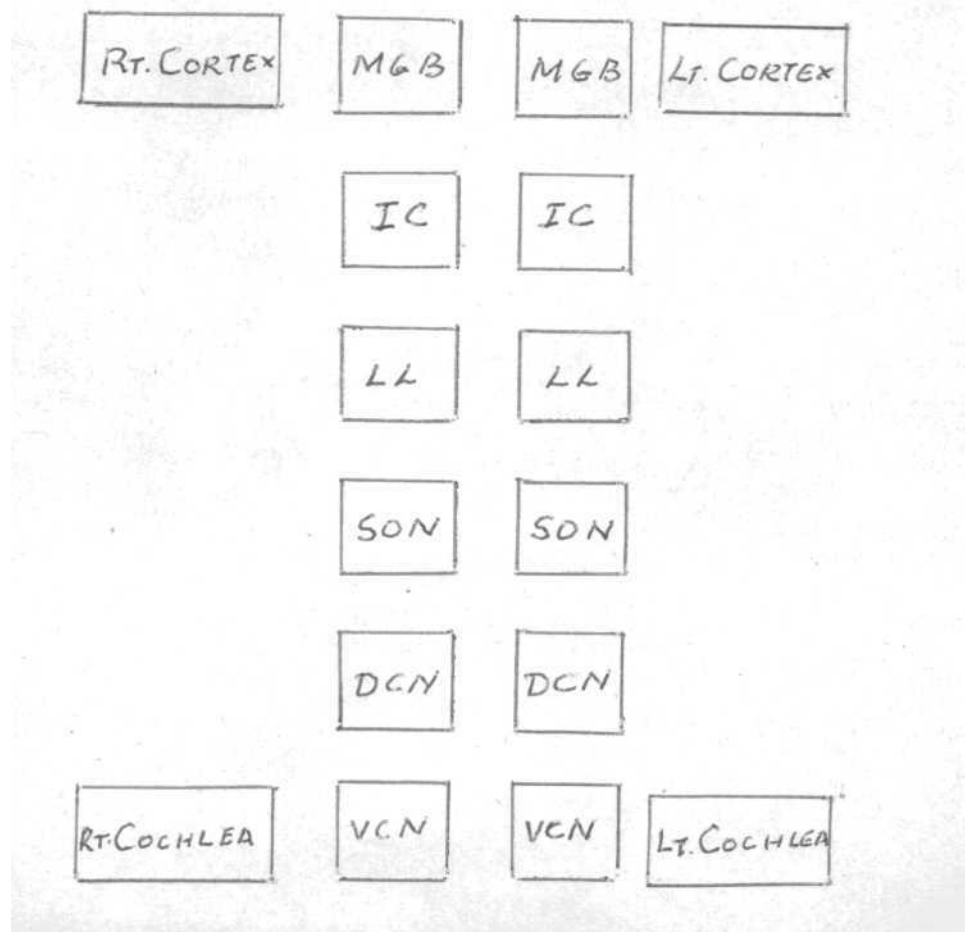 RT. CORTEX MGB MGB LT. CORTEX
IC IC
LL LL
SON SON
DCN DCN
RT. COCHLEA VCN VCN LT. COCHLEA